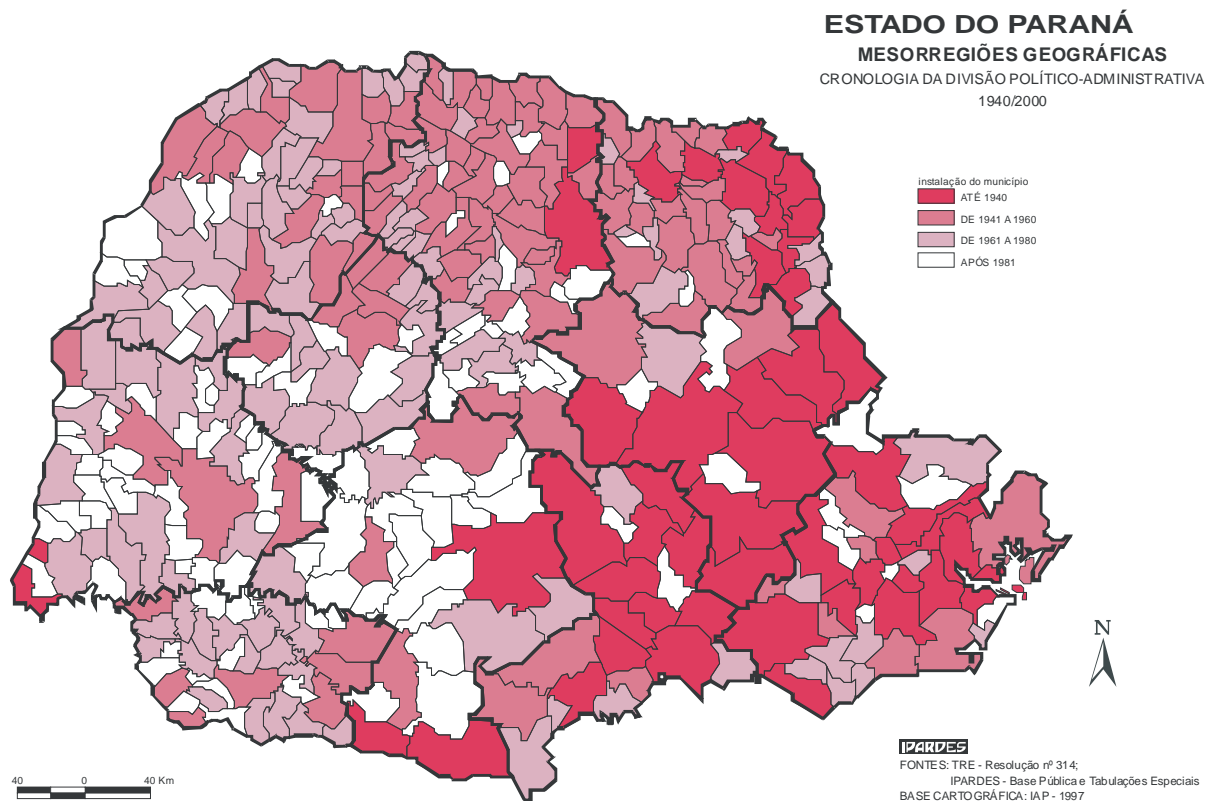 ESTADO DO PARANÁ
MESORREGIÕES GEOGRÁFICAS
CRONOLOGIA DA DIVISÃO POLÍTICO-ADMINISTRATIVA
1940/2000
instalação do município
ATÉ 1940
DE 1941 A 1960
DE 1961 A 1980
APÓS 1981
N
40 0 40 Km
IPARDES
FONTES: TRE - Resolução nº 314;
IPARDES - Base Pública e Tabulações Especiais
BASE CARTOGRÁFICA: IAP - 1997